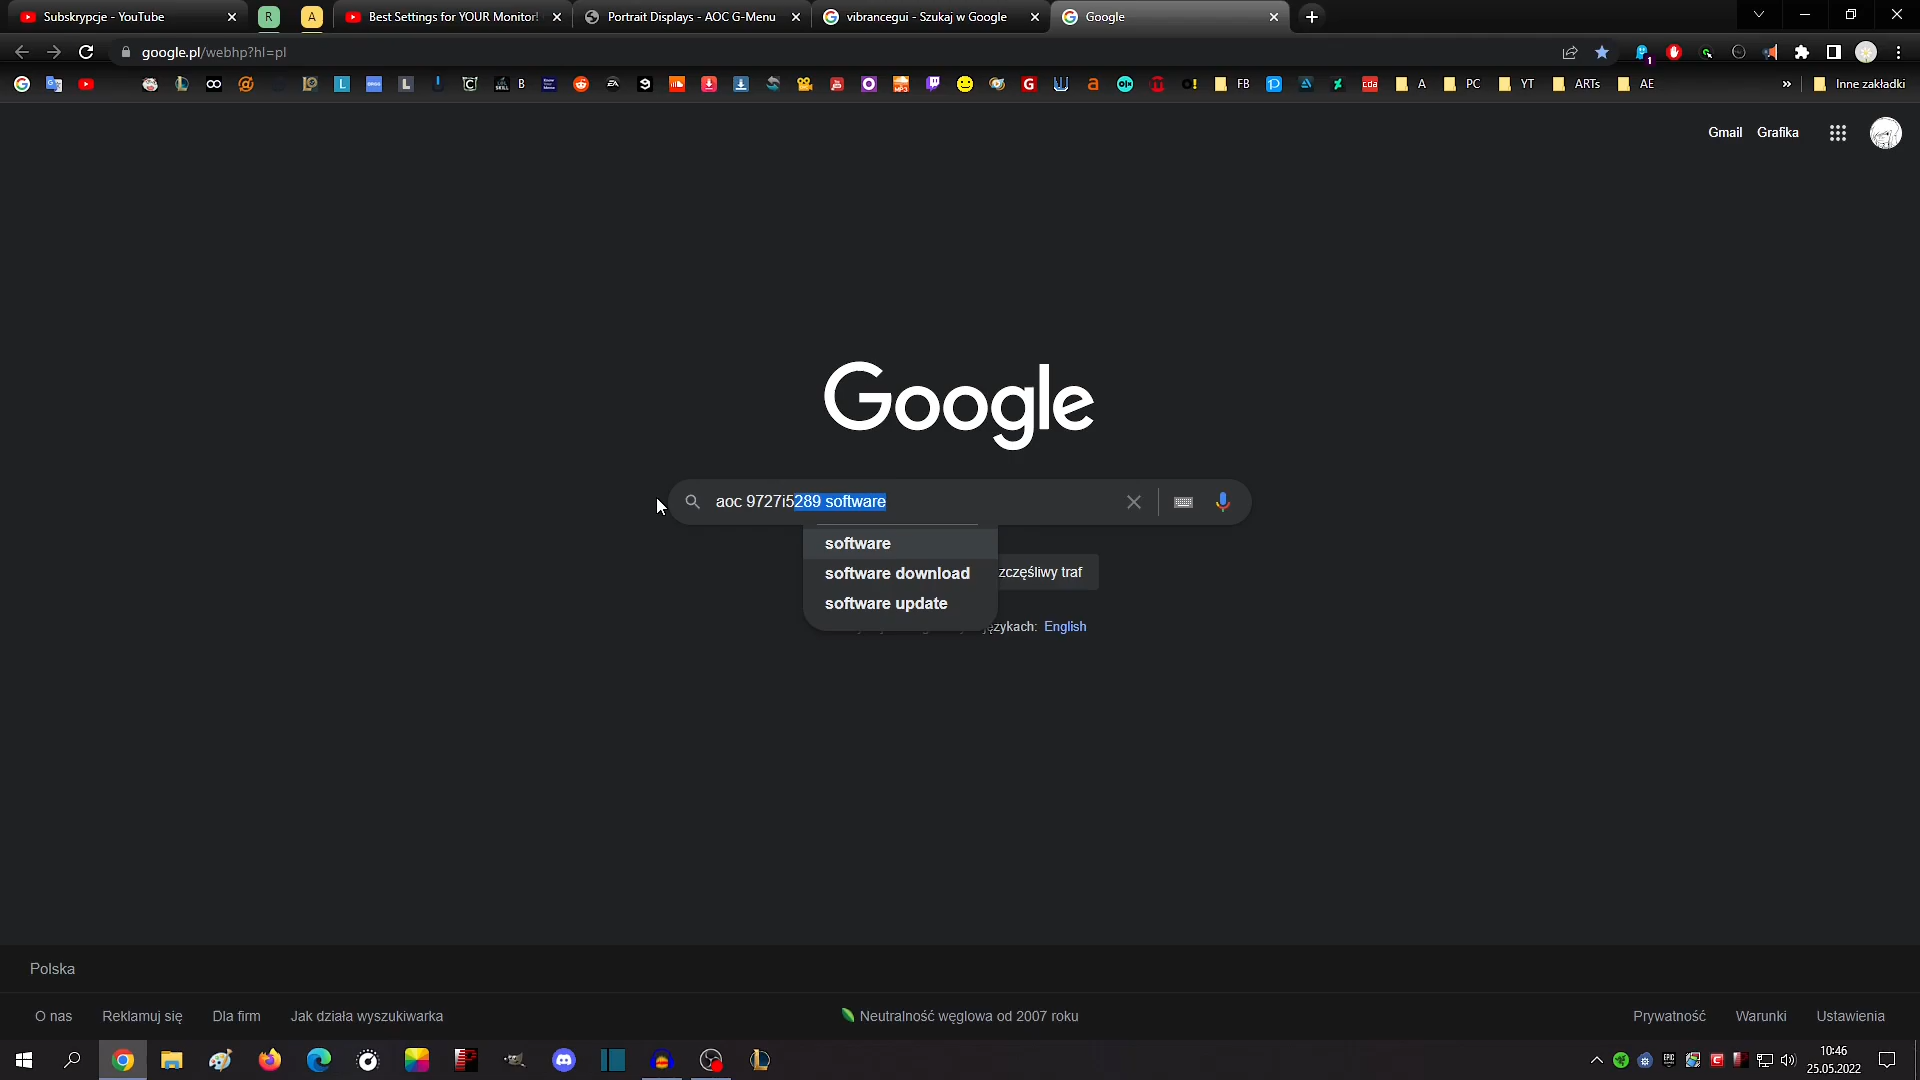 Subskrypcje - YouTube
R
A
Best Settings for YOUR Monitor!
Portrait Displays - AOC G-Menu
vibrancegui - Szukaj w Google
Google
google.pl/webhp?hl=pl
B
FB
A
PC
YT
ARTs
AE
»
Inne zakładki
Gmail
Grafika
Google
aoc 9727i5289 software
software
software download
software update
zczęśliwy traf
English
Polska
O nas
Reklamuj się
Dla firm
Jak działa wyszukiwarka
Neutralność węglowa od 2007 roku
Prywatność
Warunki
Ustawienia
10:46
25.05.2022